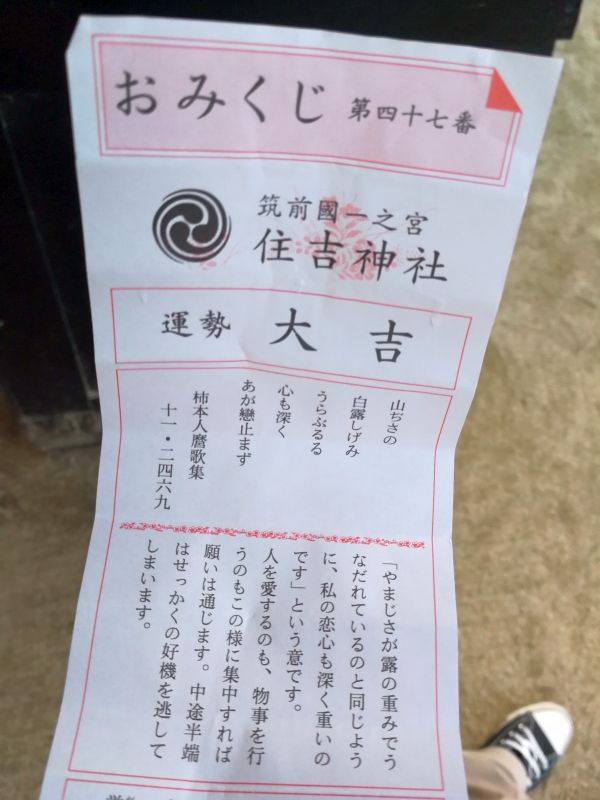 おみくじ 第四十七番
筑前國一之宮
住吉神社
運勢 大吉
山ぢさの
白露しげみ
うらぶるる
心も深く
あが戀止まず
柿本人麿歌集
十一・二四六九
「やまじさが露の重みでう
なだれているのと同じよう
に、私の恋心も深く重いの
です」という意です。
人を愛するのも、物事を行
うのもこの様に集中すれば
願いは通じます。中途半端
はせっかくの好機を逃して
しまいます。